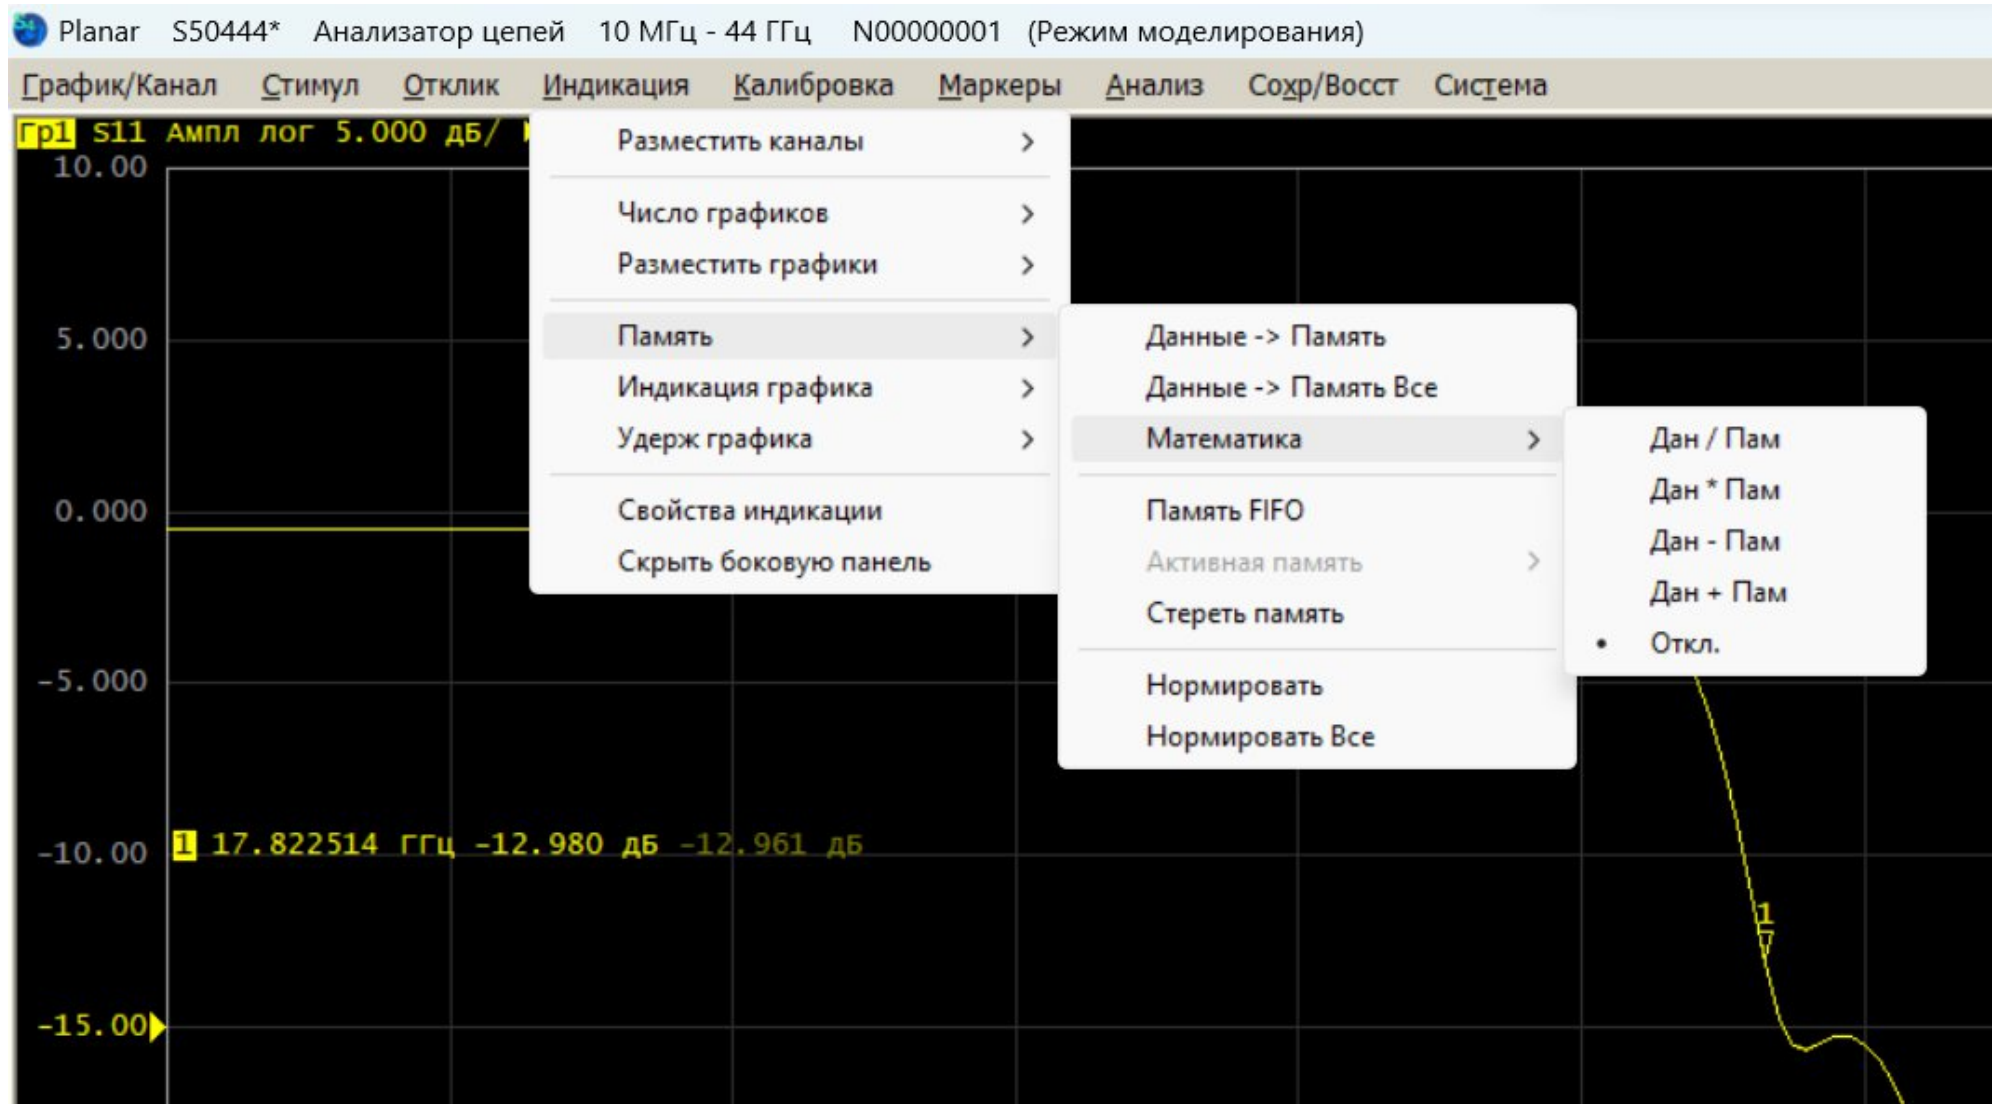 Planar S50444* Анализатор цепей 10 МГц - 44 ГГц N00000001 (Режим моделирования)
График/Канал Стимул Отклик Индикация Калибровка Маркеры Анализ Сохр/Восст Система
Гр1 S11 Ампл лог 5.000 дБ/
10.00
5.000
0.000
-5.000
-10.00
-15.00
Разместить каналы
Число графиков
Разместить графики
Память
Индикация графика
Удерж графика
Свойства индикации
Скрыть боковую панель
Данные -> Память
Данные -> Память Все
Математика
Память FIFO
Активная память
Стереть память
Нормировать
Нормировать Все
Дан / Пам
Дан * Пам
Дан - Пам
Дан + Пам
• Откл.
1 17.822514 ГГц -12.980 дБ -12.961 дБ
1